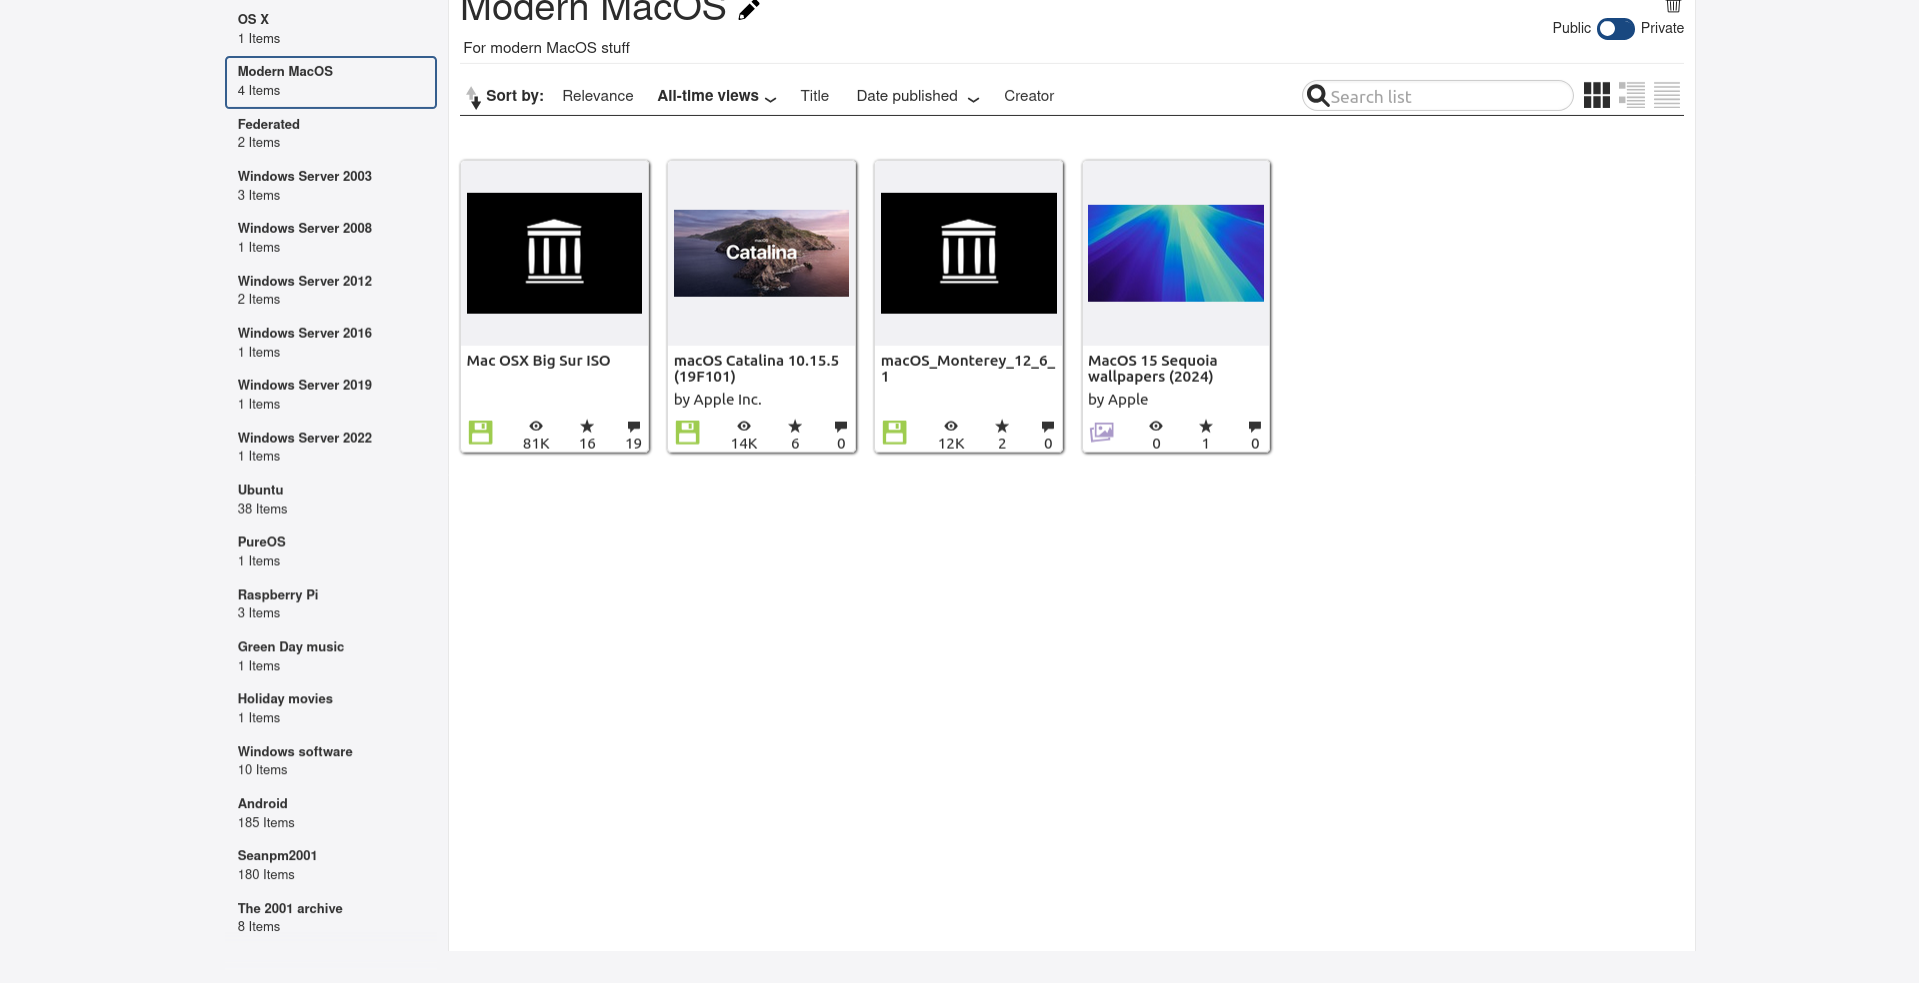 OS X
1 Items
Modern MacOS
4 Items
Federated
2 Items
Windows Server 2003
3 Items
Windows Server 2008
1 Items
Windows Server 2012
2 Items
Windows Server 2016
1 Items
Windows Server 2019
1 Items
Windows Server 2022
1 Items
Ubuntu
38 Items
PureOS
1 Items
Raspberry Pi
3 Items
Green Day music
1 Items
Holiday movies
1 Items
Windows software
10 Items
Android
185 Items
Seanpm2001
180 Items
The 2001 archive
8 Items
Modern MacOS
Public Private
For modern MacOS stuff
Sort by: Relevance All-time views Title Date published Creator
Search list
Mac OSX Big Sur ISO
81K 16 19
macOS
Catalina
macOS Catalina 10.15.5
(19F101)
by Apple Inc.
14K 6 0
macOS_Monterey_12_6_
1
12K 2 0
MacOS 15 Sequoia
wallpapers (2024)
by Apple
0 1 0